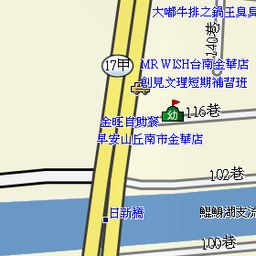 大嘟牛排之鍋王臭臭
140巷
17甲
MR WISH台南金華店
創見文理短期補習班
116巷
幼
金旺自助餐
早安山丘南市金華店
102巷
日新橋
鯤鯓湖支流
100巷